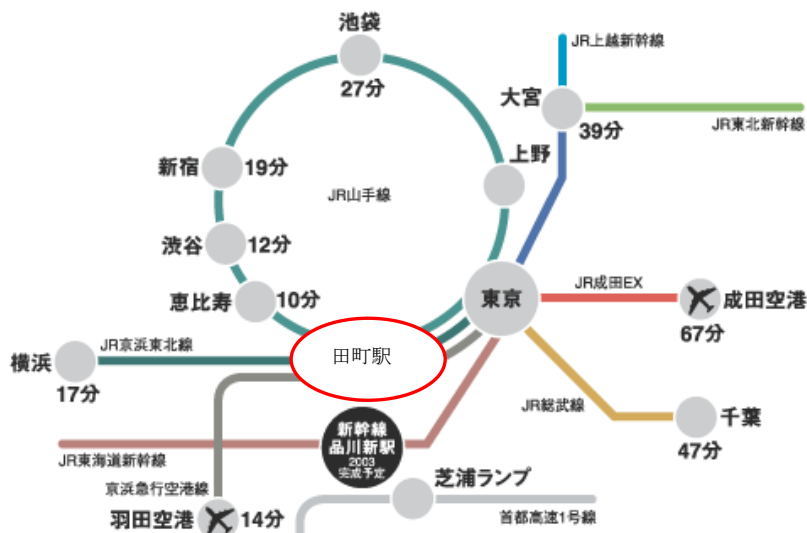 池袋
27分
JR上越新幹線
大宮
39分
JR東北新幹線
上野
新宿
19分
JR山手線
渋谷
12分
恵比寿
10分
東京
JR成田EX
成田空港
67分
JR京浜東北線
田町駅
横浜
17分
JR総武線
千葉
47分
新幹線
品川新駅
2003
完成予定
JR東海道新幹線
京浜急行空港線
芝浦ランプ
首都高速1号線
羽田空港
14分